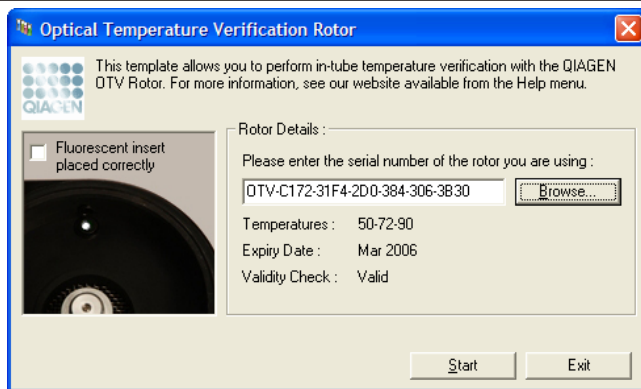 Optical Temperature Verification Rotor
This template allows you to perform in-tube temperature verification with the QIAGEN
OTV Rotor. For more information, see our website available from the Help menu.
QIAGEN
Fluorescent insert
placed correctly
Rotor Details :
Please enter the serial number of the rotor you are using :
OTV-C172-31F4-2D0-384-306-3B30
Browse...
Temperatures : 50-72-90
Expiry Date : Mar 2006
Validity Check : Valid
Start Exit